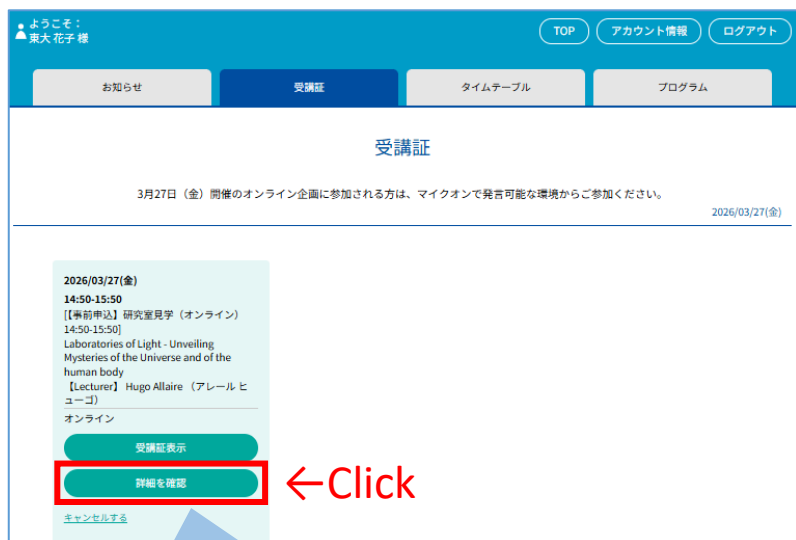 ようこそ：
東大 花子 様
TOP
アカウント情報
ログアウト
お知らせ
受講証
タイムテーブル
プログラム
受講証
3月27日（金）開催のオンライン企画に参加される方は、マイクオンで発言可能な環境からご参加ください。
2026/03/27(金)
2026/03/27(金)
14:50-15:50
[【事前申込】研究室見学（オンライン）
14:50-15:50]
Laboratories of Light - Unveiling
Mysteries of the Universe and of the
human body
【Lecturer】 Hugo Allaire （アレール ヒ
ューゴ）
オンライン
受講証表示
詳細を確認
←Click
キャンセルする